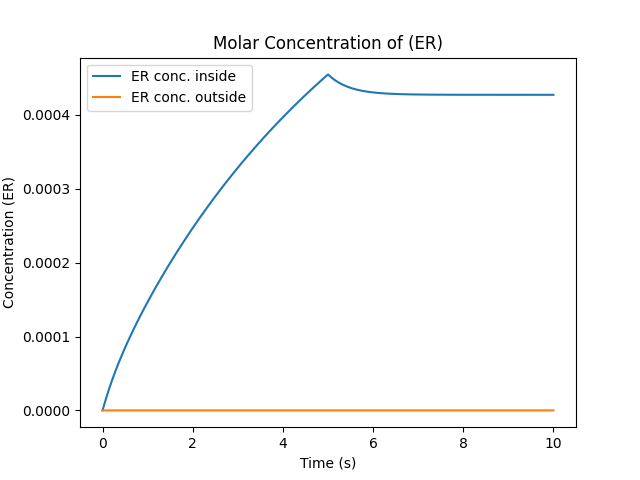 Molar Concentration of (ER)
ER conc. inside
ER conc. outside
Concentration (ER)
0.0004
0.0003
0.0002
0.0001
0.0000
0 2 4 6 8 10
Time (s)